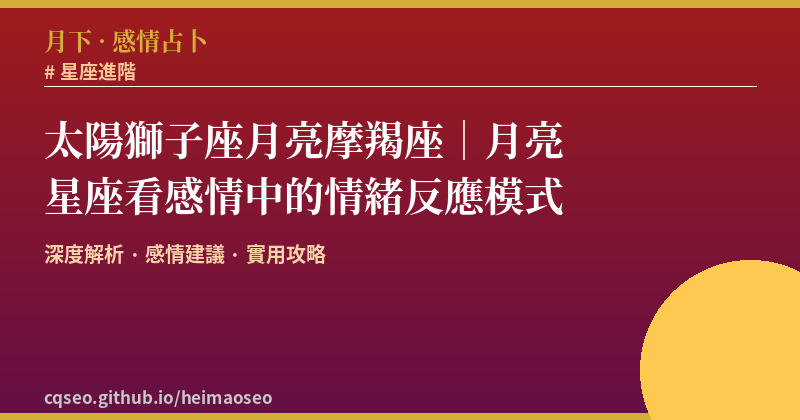 月下 · 感情占卜
# 星座進階
太陽獅子座月亮摩羯座｜月亮
星座看感情中的情緒反應模式
深度解析 · 感情建議 · 實用攻略
cqseo.github.io/heimaoseo